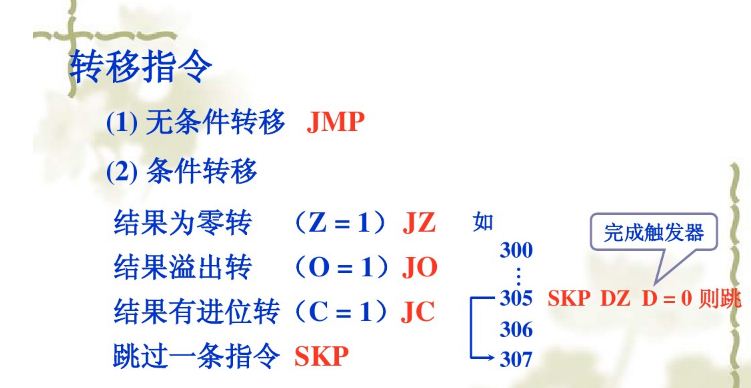 转移指令
(1) 无条件转移 JMP
(2) 条件转移
结果为零转 （Z = 1）JZ
结果溢出转 （O = 1）JO
结果有进位转（C = 1）JC
跳过一条指令 SKP
如
完成触发器
300
⋮
305 SKP DZ D = 0 则跳
306
307